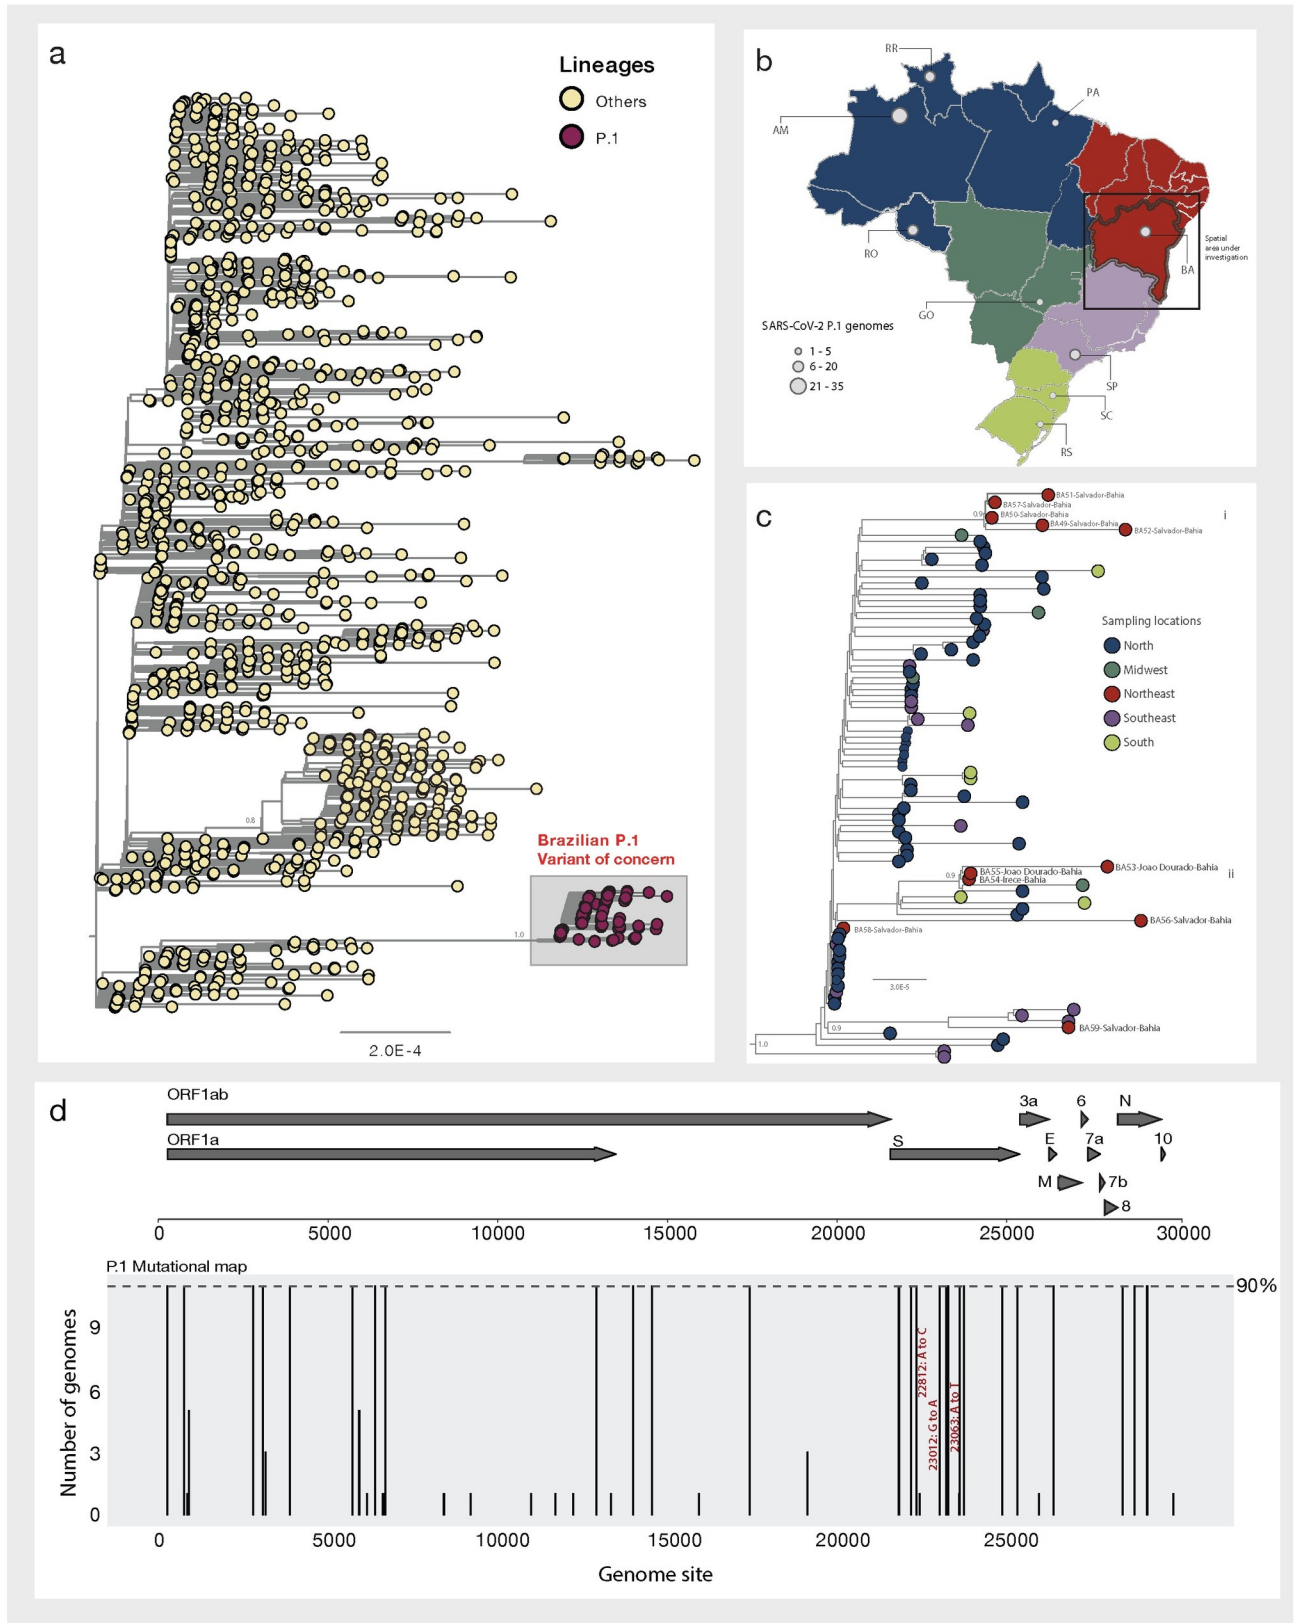 a
Lineages
Others
P.1
0.8
Brazilian P.1
Variant of concern
1.0
2.0E-4
b
RR
PA
AM
RO
BA
Spatial
area under
investigation
GO
SARS-CoV-2 P.1 genomes
1 - 5
6 - 20
21 - 35
SP
SC
RS
c
BA51-Salvador-Bahia
BA57-Salvador-Bahia
0.9
BA50-Salvador-Bahia
i
BA49-Salvador-Bahia
BA52-Salvador-Bahia
Sampling locations
North
Midwest
Northeast
Southeast
South
BA53-Joao Dourado-Bahia
0.9
BA55-Joao Dourado-Bahia
ii
BA54-Irece-Bahia
BA56-Salvador-Bahia
BA58-Salvador-Bahia
3.0E-5
0.9
BA59-Salvador-Bahia
1.0
d
ORF1ab
3a
6
N
ORF1a
S
E
7a
10
M
7b
8
0 5000 10000 15000 20000 25000 30000
P.1 Mutational map
90%
9
6
3
0
Number of genomes
22812: A to C
23012: G to A
23063: A to T
0 5000 10000 15000 20000 25000
Genome site